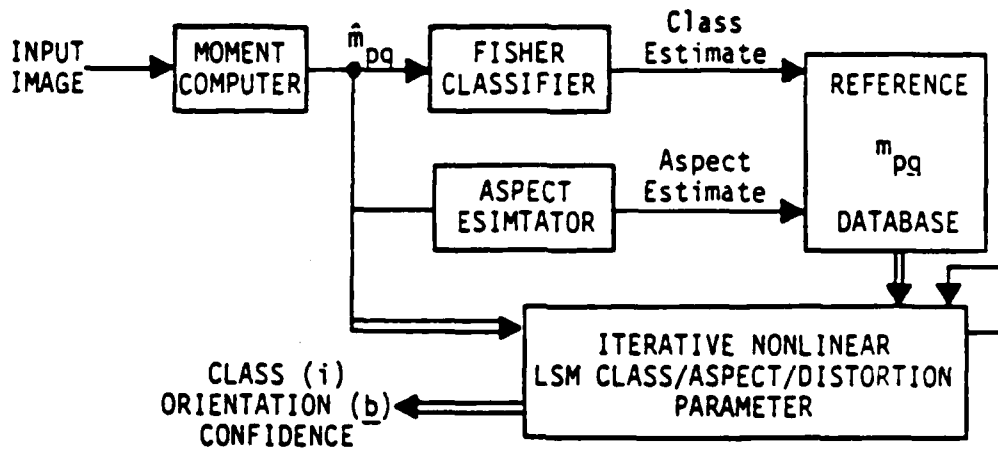 INPUT
IMAGE
MOMENT
COMPUTER
m̂pq
FISHER
CLASSIFIER
Class
Estimate
REFERENCE
mpq
DATABASE
ASPECT
ESIMTATOR
Aspect
Estimate
ITERATIVE NONLINEAR
LSM CLASS/ASPECT/DISTORTION
PARAMETER
CLASS (i)
ORIENTATION (b)
CONFIDENCE